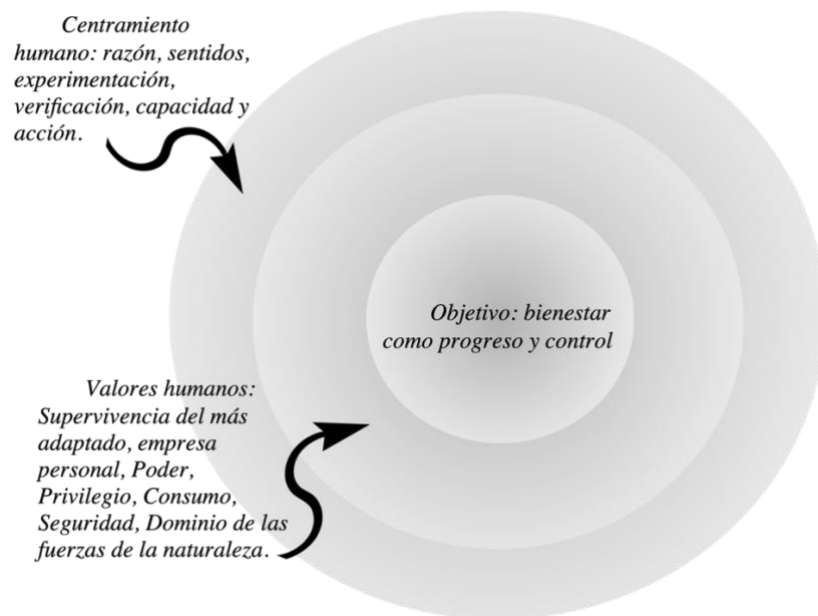 Centramiento
humano: razón, sentidos,
experimentación,
verificación, capacidad y
acción.
Objetivo: bienestar
como progreso y control
Valores humanos:
Supervivencia del más
adaptado, empresa
personal, Poder,
Privilegio, Consumo,
Seguridad, Dominio de las
fuerzas de la naturaleza.